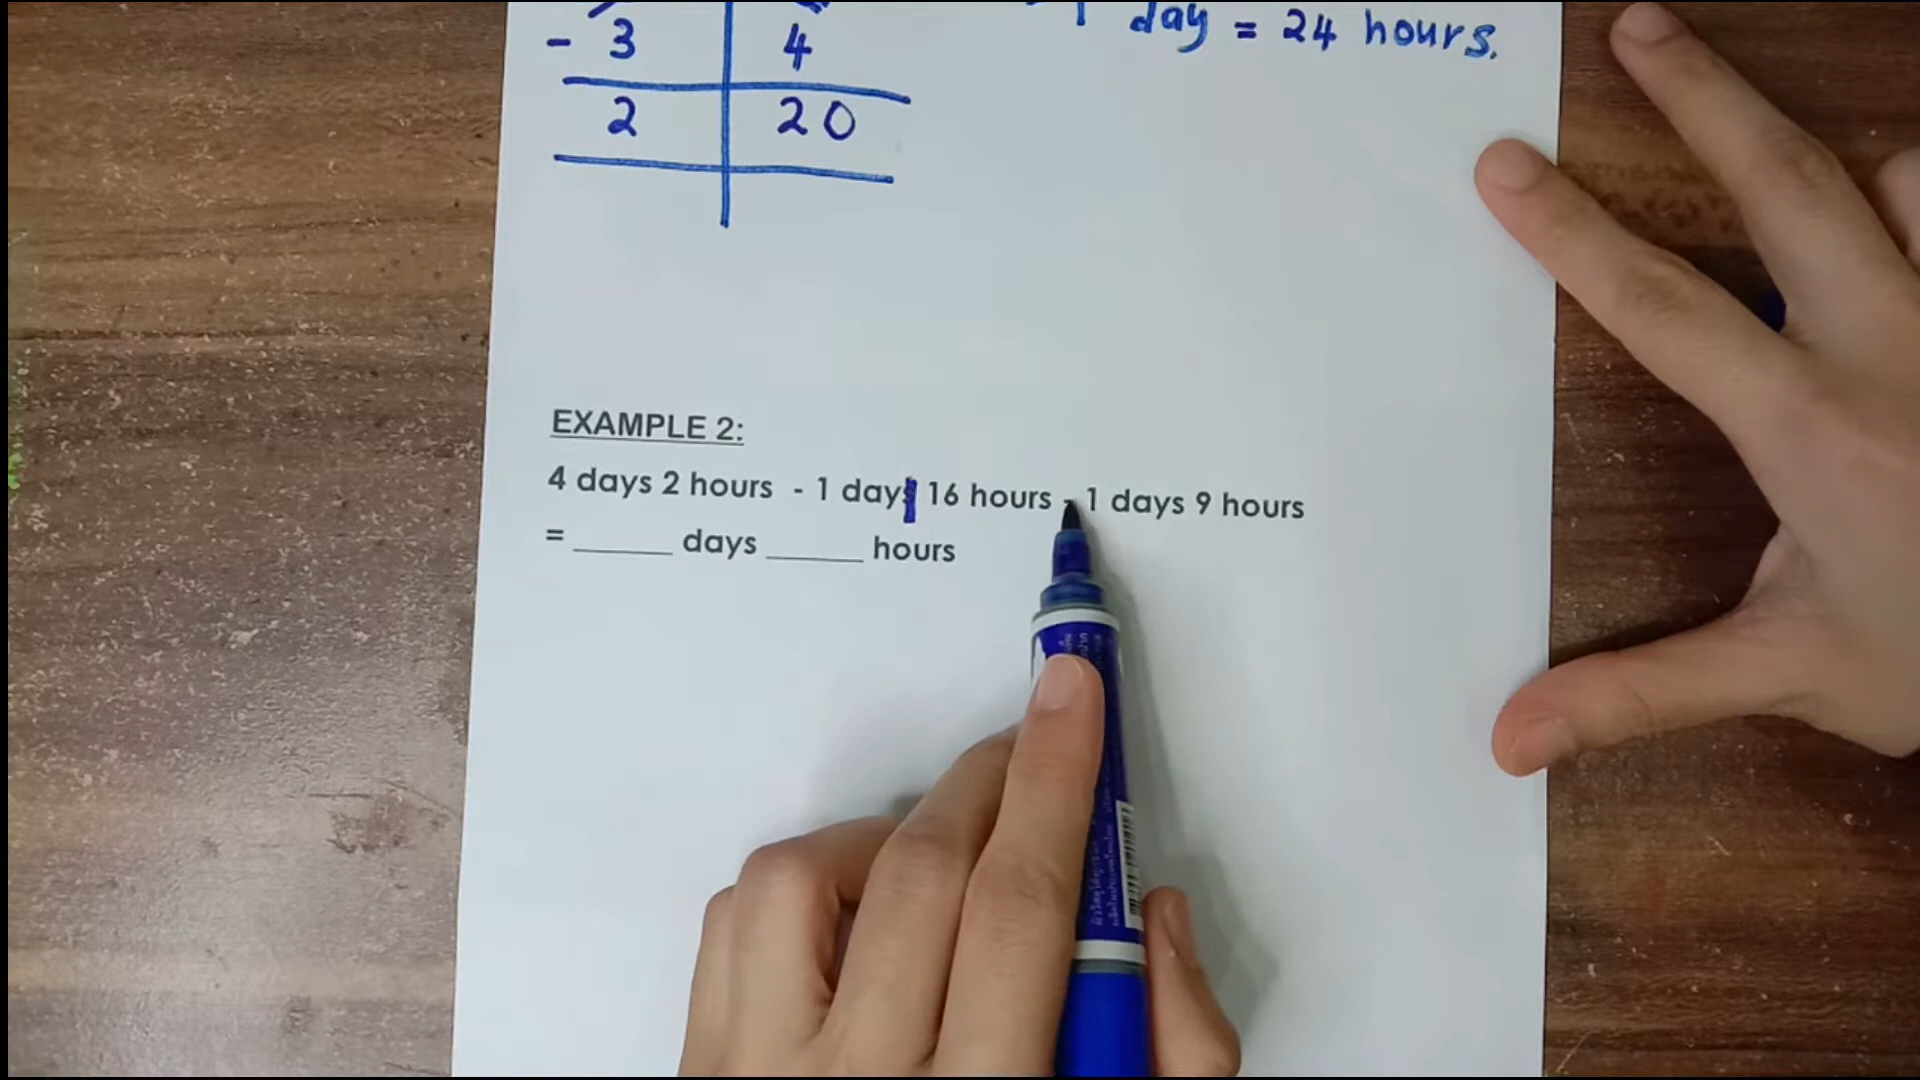 day = 24 hours.
- 3 4
2 20
EXAMPLE 2:
4 days 2 hours - 1 day 16 hours - 1 days 9 hours
= ______ days ______ hours